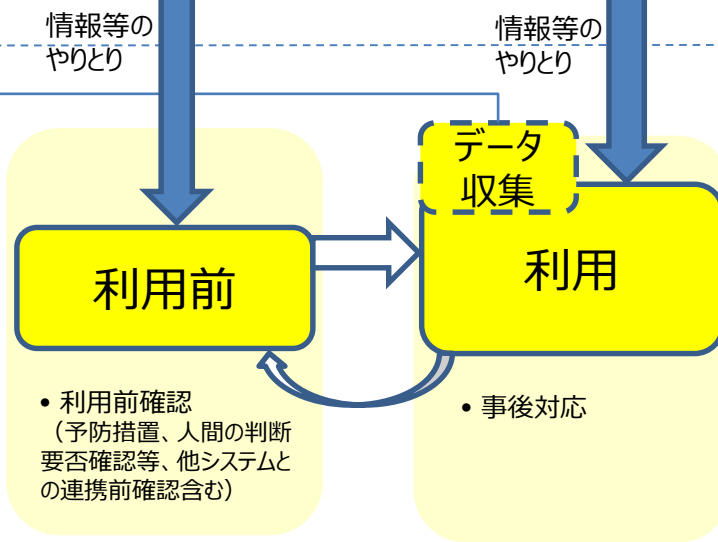 情報等の
やりとり
情報等の
やりとり
データ
収集
利用前
利用
• 利用前確認
（予防措置、人間の判断
要否確認等、他システムと
の連携前確認含む）
• 事後対応